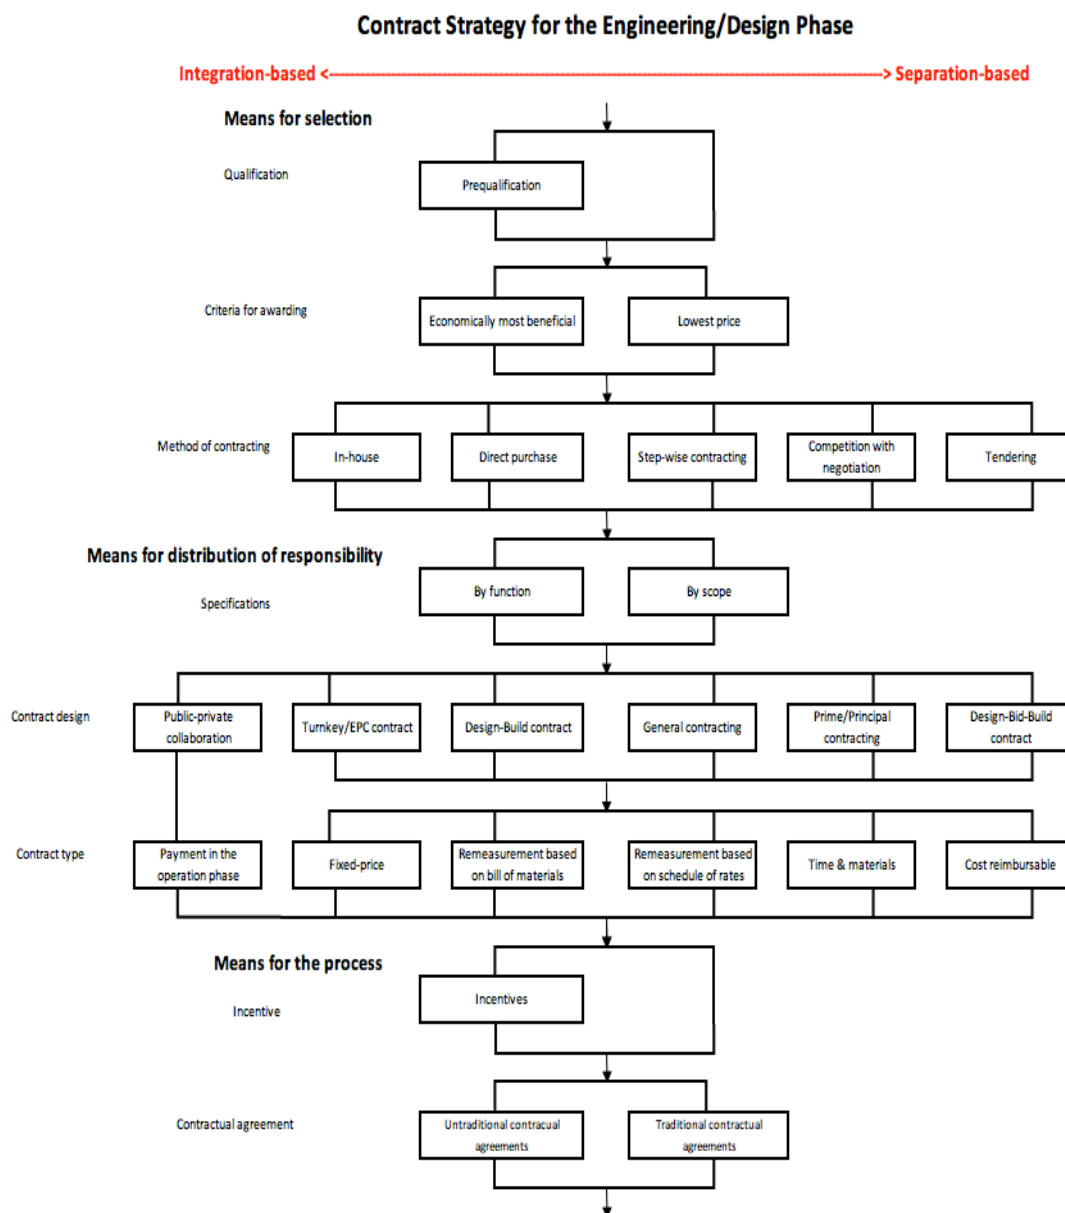 Contract Strategy for the Engineering/Design Phase
Integration-based <--------------------------------------------------------------------------------------------> Separation-based
Means for selection
Qualification
Prequalification
Criteria for awarding
Economically most beneficial
Lowest price
Method of contracting
In-house
Direct purchase
Step-wise contracting
Competition with
negotiation
Tendering
Means for distribution of responsibility
Specifications
By function
By scope
Contract design
Public-private
collaboration
Turnkey/EPC contract
Design-Build contract
General contracting
Prime/Principal
contracting
Design-Bid-Build
contract
Contract type
Payment in the
operation phase
Fixed-price
Remeasurement based
on bill of materials
Remeasurement based
on schedule of rates
Time & materials
Cost reimbursable
Means for the process
Incentive
Incentives
Contractual agreement
Untraditional contracual
agreements
Traditional contractual
agreements